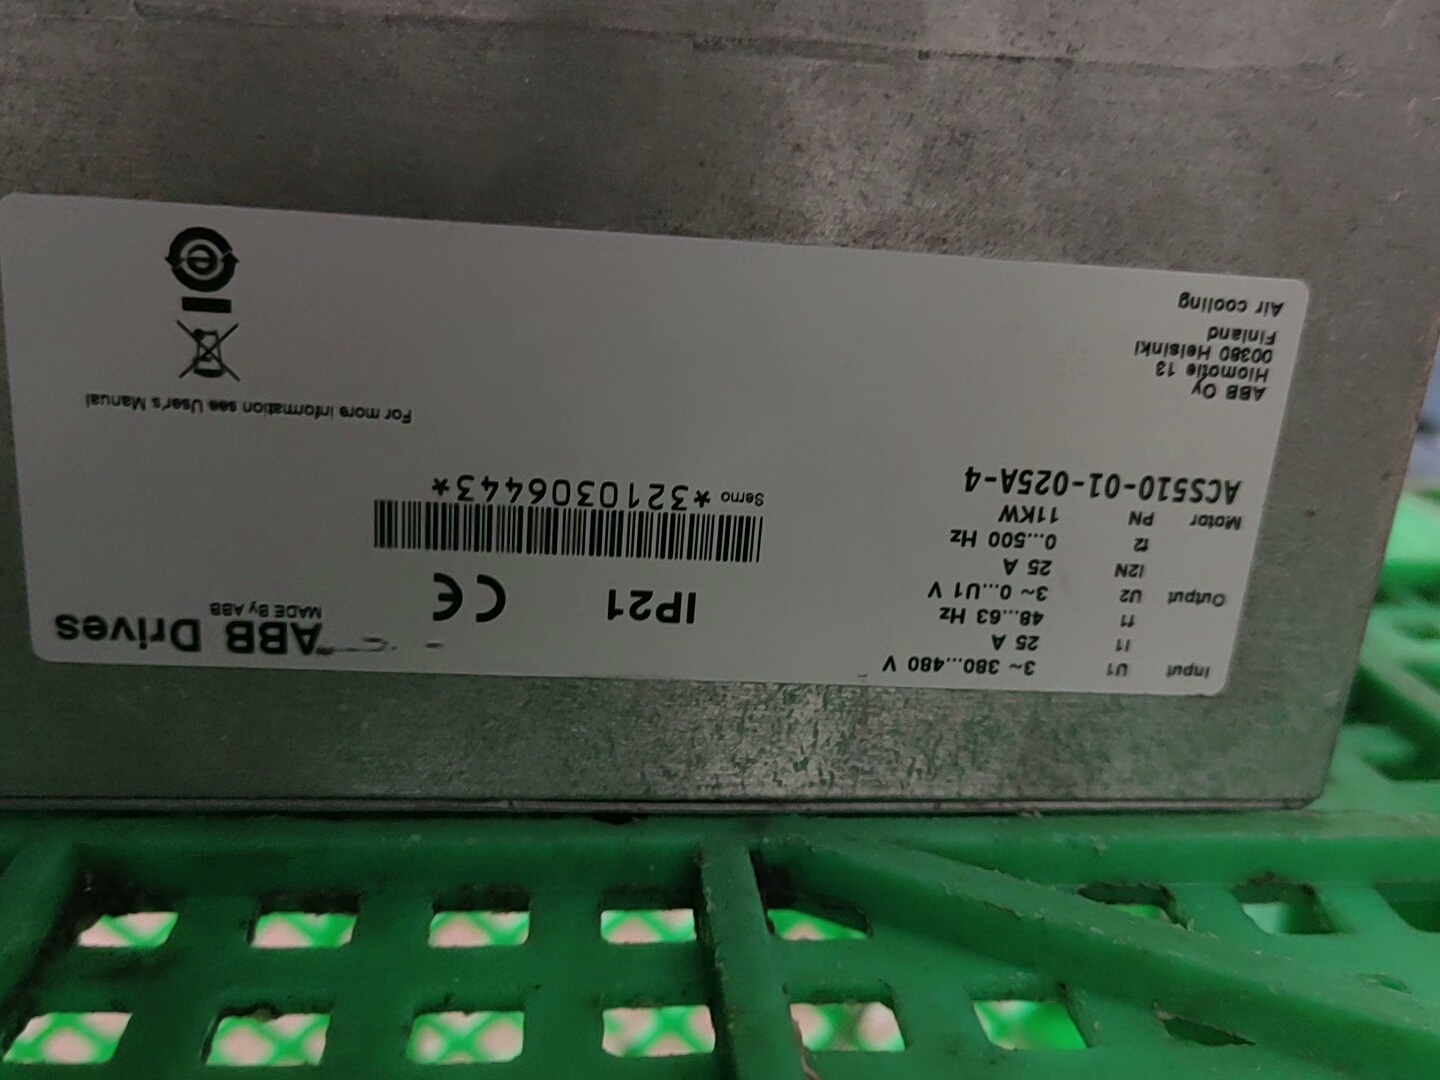 Input U1 3~ 380...480 V
I1 25 A
f1 48...63 Hz
Output U2 3~ 0...U1 V
I2N 25 A
f2 0...500 Hz
Motor PN 11KW
ACS510-01-025A-4
ABB Oy
Hiomotie 13
00380 Helsinki
Finland
Air cooling
IP21
CE
Serno *3210306443*
ABB Drives
MADE By ABB
For more information see User's Manual
e